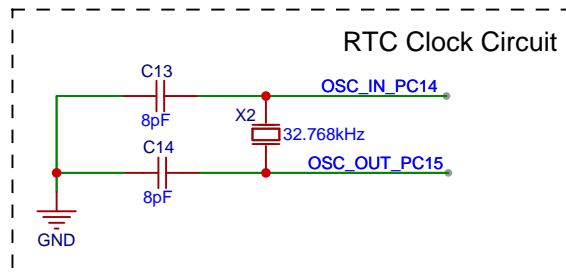 RTC Clock Circuit
C13
8pF
OSC_IN_PC14
X2
32.768kHz
C14
8pF
OSC_OUT_PC15
GND